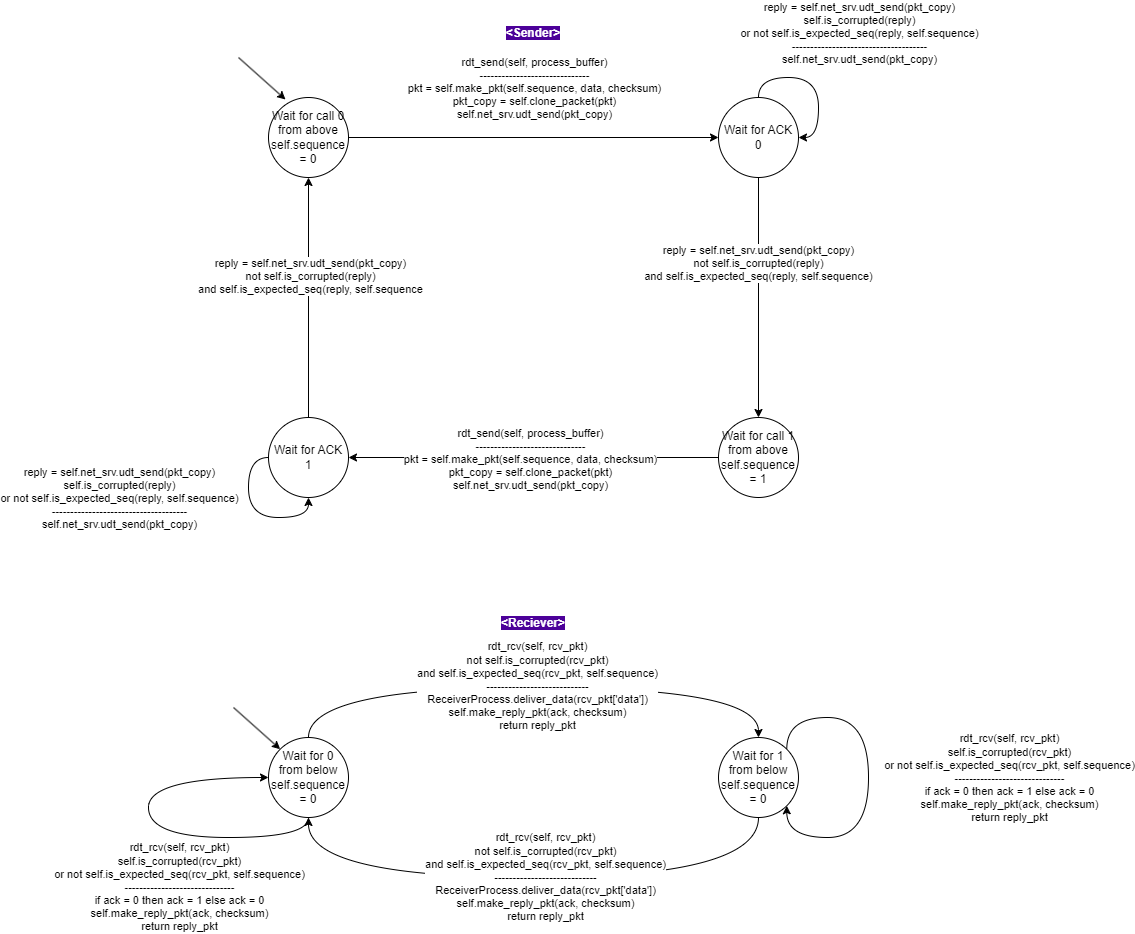 <Sender>
reply = self.net_srv.udt_send(pkt_copy)
self.is_corrupted(reply)
or not self.is_expected_seq(reply, self.sequence)
-------------------------------------
self.net_srv.udt_send(pkt_copy)
rdt_send(self, process_buffer)
------------------------------
pkt = self.make_pkt(self.sequence, data, checksum)
pkt_copy = self.clone_packet(pkt)
self.net_srv.udt_send(pkt_copy)
Wait for call 0
from above
self.sequence
= 0
Wait for ACK
0
reply = self.net_srv.udt_send(pkt_copy)
not self.is_corrupted(reply)
and self.is_expected_seq(reply, self.sequence
reply = self.net_srv.udt_send(pkt_copy)
not self.is_corrupted(reply)
and self.is_expected_seq(reply, self.sequence)
Wait for ACK
1
rdt_send(self, process_buffer)
------------------------------
pkt = self.make_pkt(self.sequence, data, checksum)
pkt_copy = self.clone_packet(pkt)
self.net_srv.udt_send(pkt_copy)
Wait for call 1
from above
self.sequence
= 1
reply = self.net_srv.udt_send(pkt_copy)
self.is_corrupted(reply)
or not self.is_expected_seq(reply, self.sequence)
-------------------------------------
self.net_srv.udt_send(pkt_copy)
<Reciever>
rdt_rcv(self, rcv_pkt)
not self.is_corrupted(rcv_pkt)
and self.is_expected_seq(rcv_pkt, self.sequence)
----------------------------
ReceiverProcess.deliver_data(rcv_pkt['data'])
self.make_reply_pkt(ack, checksum)
return reply_pkt
Wait for 0
from below
self.sequence
= 0
Wait for 1
from below
self.sequence
= 0
rdt_rcv(self, rcv_pkt)
self.is_corrupted(rcv_pkt)
or not self.is_expected_seq(rcv_pkt, self.sequence)
------------------------------
if ack = 0 then ack = 1 else ack = 0
self.make_reply_pkt(ack, checksum)
return reply_pkt
rdt_rcv(self, rcv_pkt)
self.is_corrupted(rcv_pkt)
or not self.is_expected_seq(rcv_pkt, self.sequence)
------------------------------
if ack = 0 then ack = 1 else ack = 0
self.make_reply_pkt(ack, checksum)
return reply_pkt
rdt_rcv(self, rcv_pkt)
not self.is_corrupted(rcv_pkt)
and self.is_expected_seq(rcv_pkt, self.sequence)
----------------------------
ReceiverProcess.deliver_data(rcv_pkt['data'])
self.make_reply_pkt(ack, checksum)
return reply_pkt